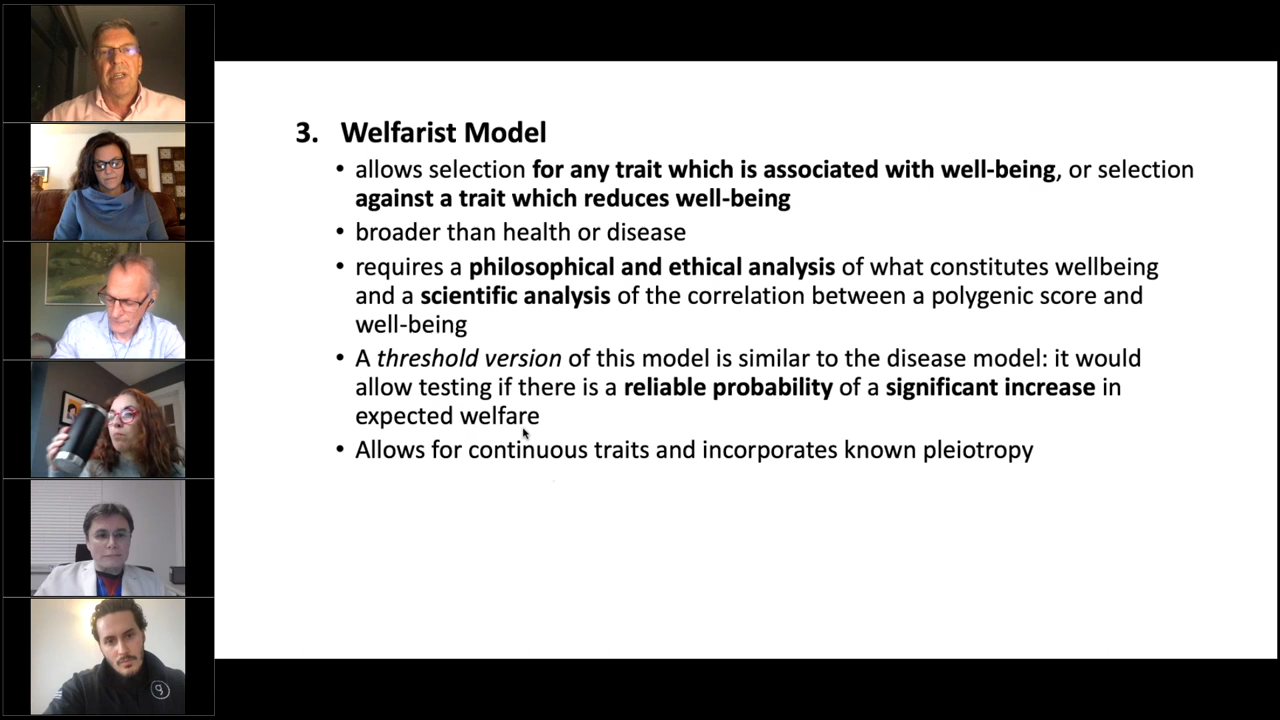 3. Welfarist Model
• allows selection for any trait which is associated with well-being, or selection
against a trait which reduces well-being
• broader than health or disease
• requires a philosophical and ethical analysis of what constitutes wellbeing
and a scientific analysis of the correlation between a polygenic score and
well-being
• A threshold version of this model is similar to the disease model: it would
allow testing if there is a reliable probability of a significant increase in
expected welfare
• Allows for continuous traits and incorporates known pleiotropy